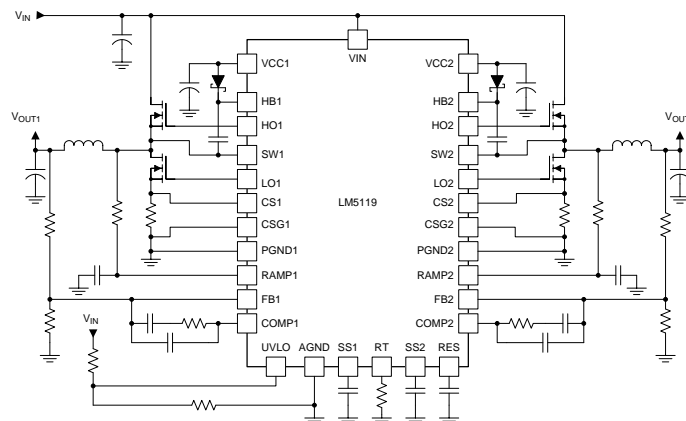 VIN
VIN
VCC1
VCC2
HB1
HB2
HO1
HO2
VOUT1
VOUT
SW1
SW2
LO1
LO2
CS1
LM5119
CS2
CSG1
CSG2
PGND1
PGND2
RAMP1
RAMP2
FB1
FB2
VIN
COMP1
COMP2
UVLO
AGND
SS1
RT
SS2
RES